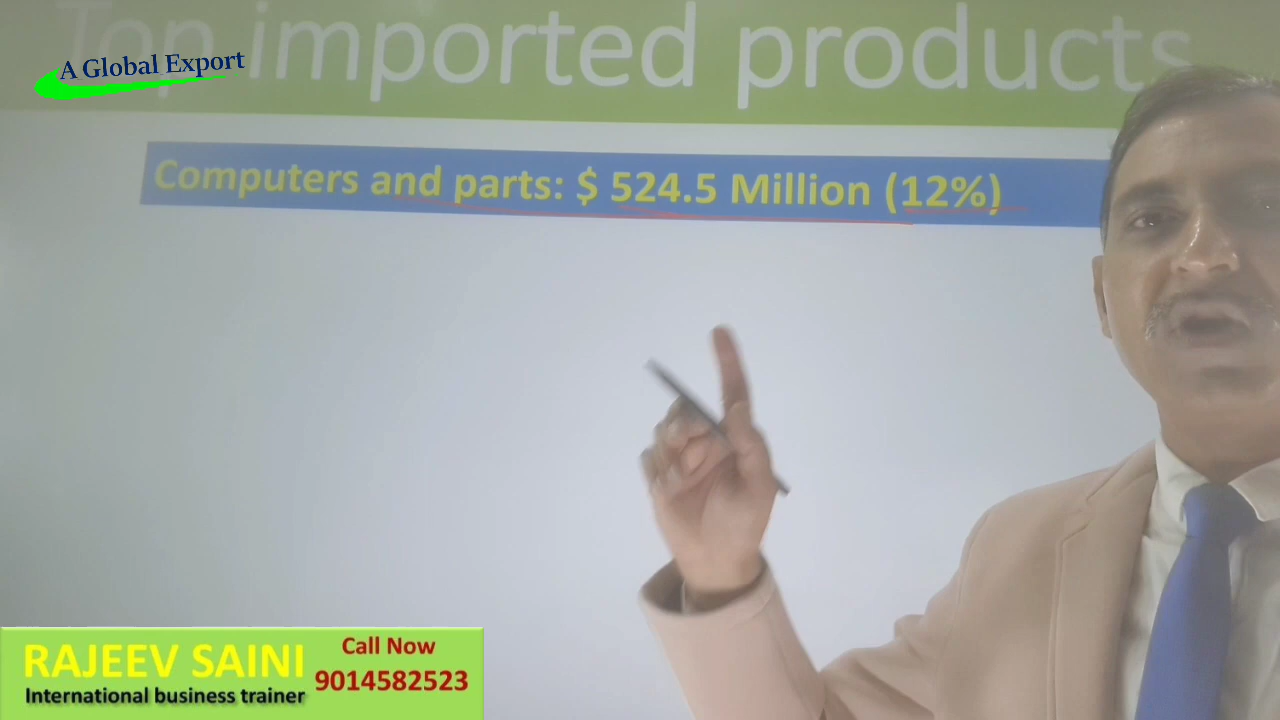 Top imported products
A Global Export
Computers and parts: $ 524.5 Million (12%)
RAJEEV SAINI
International business trainer
Call Now
9014582523